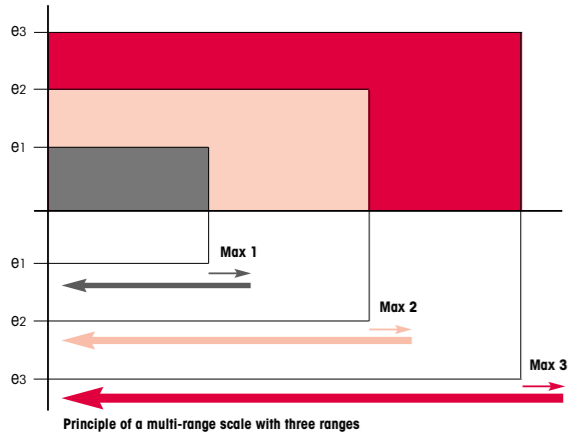 e3
e2
e1
Max 1
e1
Max 2
e2
Max 3
e3
Principle of a multi-range scale with three ranges